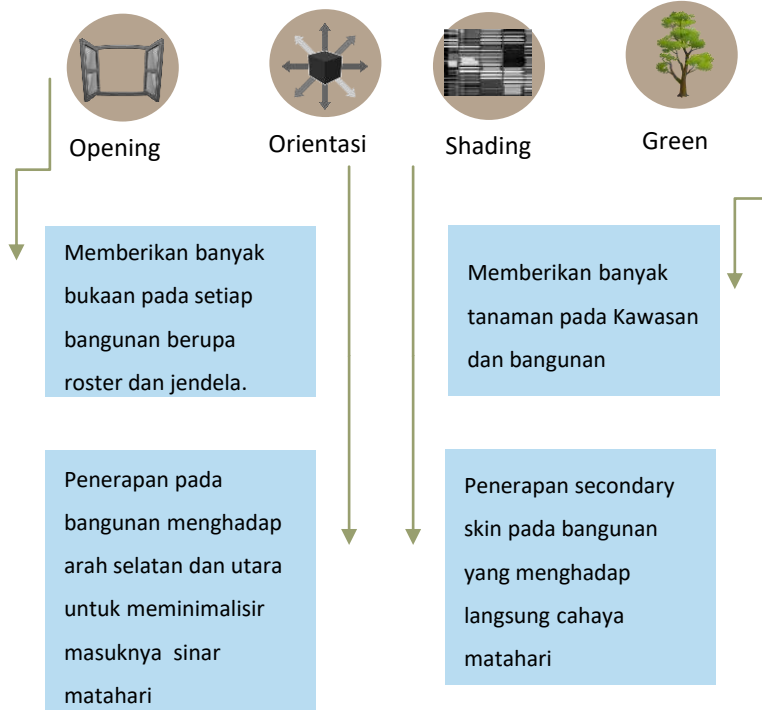 Opening
Orientasi
Shading
Green
Memberikan banyak
bukaan pada setiap
bangunan berupa
roster dan jendela.
Memberikan banyak
tanaman pada Kawasan
dan bangunan
Penerapan pada
bangunan menghadap
arah selatan dan utara
untuk meminimalisir
masuknya sinar
matahari
Penerapan secondary
skin pada bangunan
yang menghadap
langsung cahaya
matahari